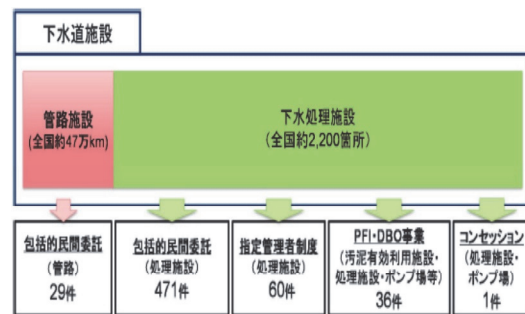 下水道施設
管路施設
(全国約47万km)
下水処理施設
(全国約2,200箇所)
包括的民間委託
(管路)
29件
包括的民間委託
(処理施設)
471件
指定管理者制度
(処理施設)
60件
PFI・DBO事業
(汚泥有効利用施設・
処理施設・ポンプ場等)
36件
コンセッション
(処理施設・
ポンプ場)
1件